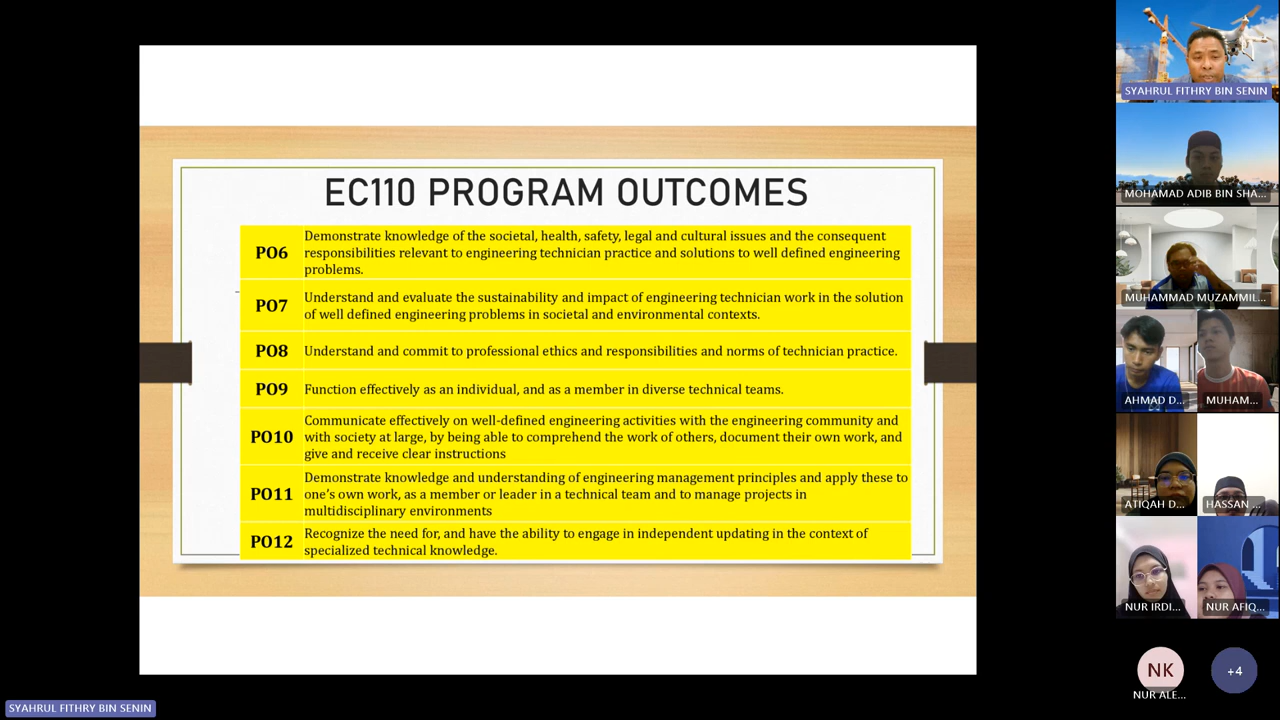 EC110 PROGRAM OUTCOMES
PO6
Demonstrate knowledge of the societal, health, safety, legal and cultural issues and the consequent
responsibilities relevant to engineering technician practice and solutions to well defined engineering
problems.
PO7
Understand and evaluate the sustainability and impact of engineering technician work in the solution
of well defined engineering problems in societal and environmental contexts.
PO8
Understand and commit to professional ethics and responsibilities and norms of technician practice.
PO9
Function effectively as an individual, and as a member in diverse technical teams.
PO10
Communicate effectively on well-defined engineering activities with the engineering community and
with society at large, by being able to comprehend the work of others, document their own work, and
give and receive clear instructions
PO11
Demonstrate knowledge and understanding of engineering management principles and apply these to
one's own work, as a member or leader in a technical team and to manage projects in
multidisciplinary environments
PO12
Recognize the need for, and have the ability to engage in independent updating in the context of
specialized technical knowledge.
SYAHRUL FITHRY BIN SENIN
MOHAMAD ADIB BIN SHA...
MUHAMMAD MUZAMMIL...
AHMAD D...
MUHAM...
ATIQAH D...
HASSAN ...
NUR IRDI...
NUR AFIQ...
NK
NUR ALE...
+4
SYAHRUL FITHRY BIN SENIN